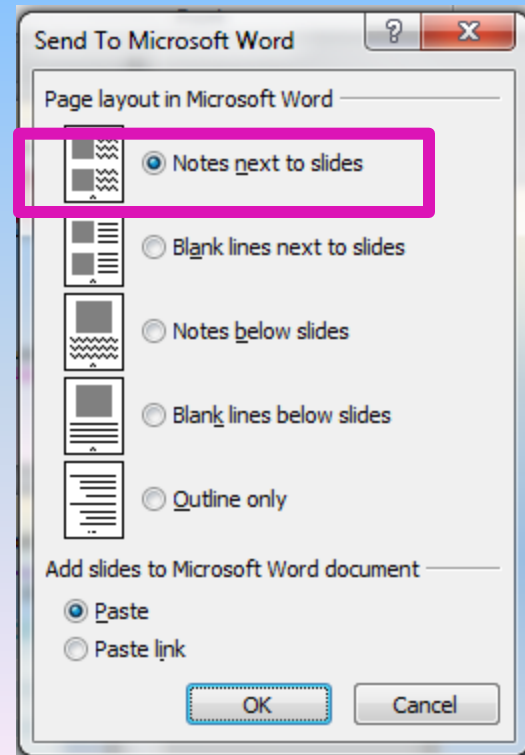 Send To Microsoft Word
Page layout in Microsoft Word
Notes next to slides
Blank lines next to slides
Notes below slides
Blank lines below slides
Outline only
Add slides to Microsoft Word document
Paste
Paste link
OK Cancel